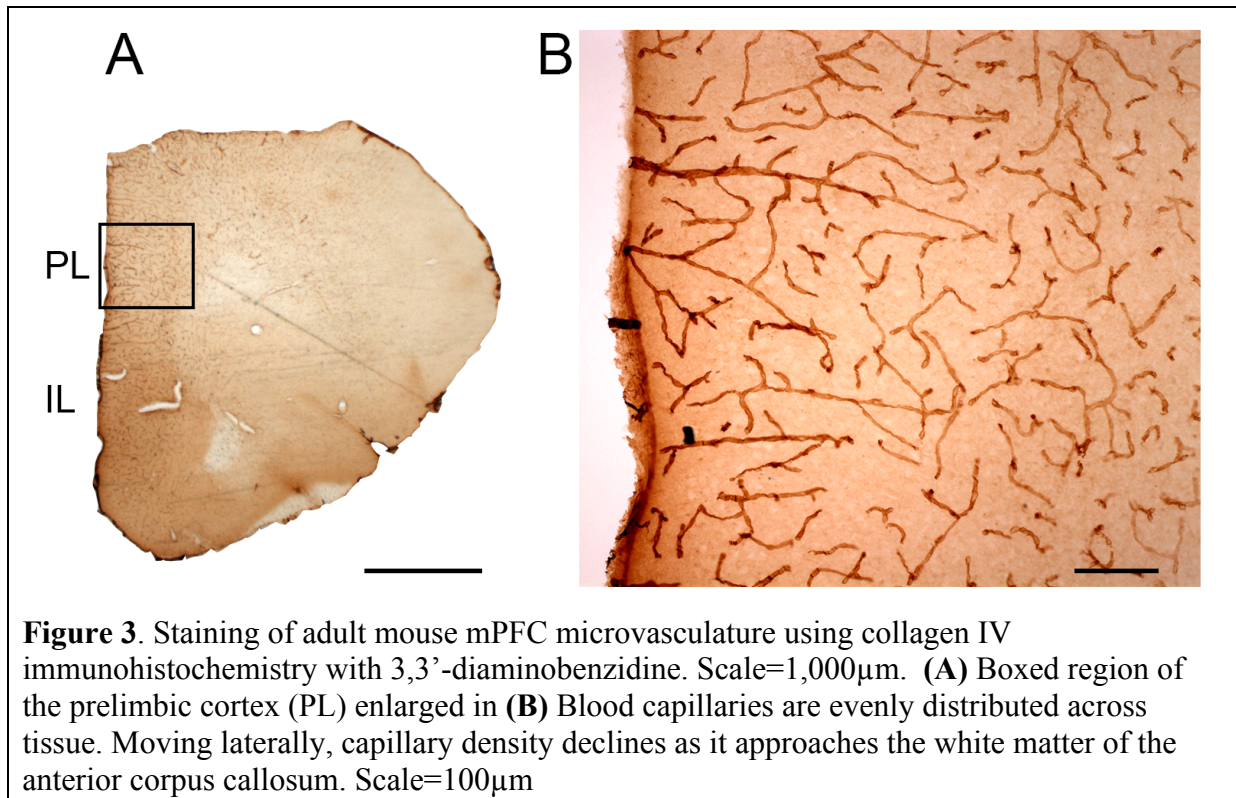 A
B
PL
IL
Figure 3. Staining of adult mouse mPFC microvasculature using collagen IV
immunohistochemistry with 3,3’-diaminobenzidine. Scale=1,000µm.  (A) Boxed region of
the prelimbic cortex (PL) enlarged in (B) Blood capillaries are evenly distributed across
tissue. Moving laterally, capillary density declines as it approaches the white matter of the
anterior corpus callosum. Scale=100µm